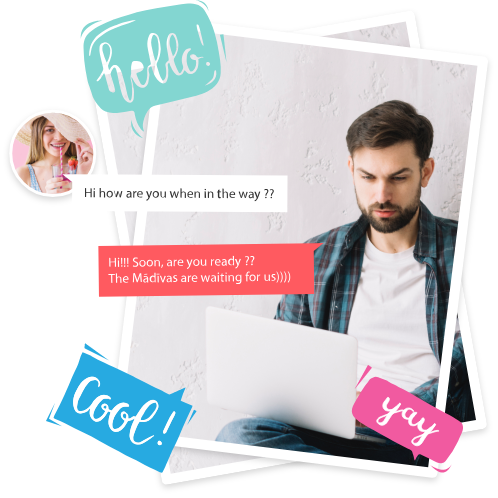 hello!
Hi how are you when in the way ??
Hi!!! Soon, are you ready ??
The Mādivas are waiting for us))))
Cool!
yay